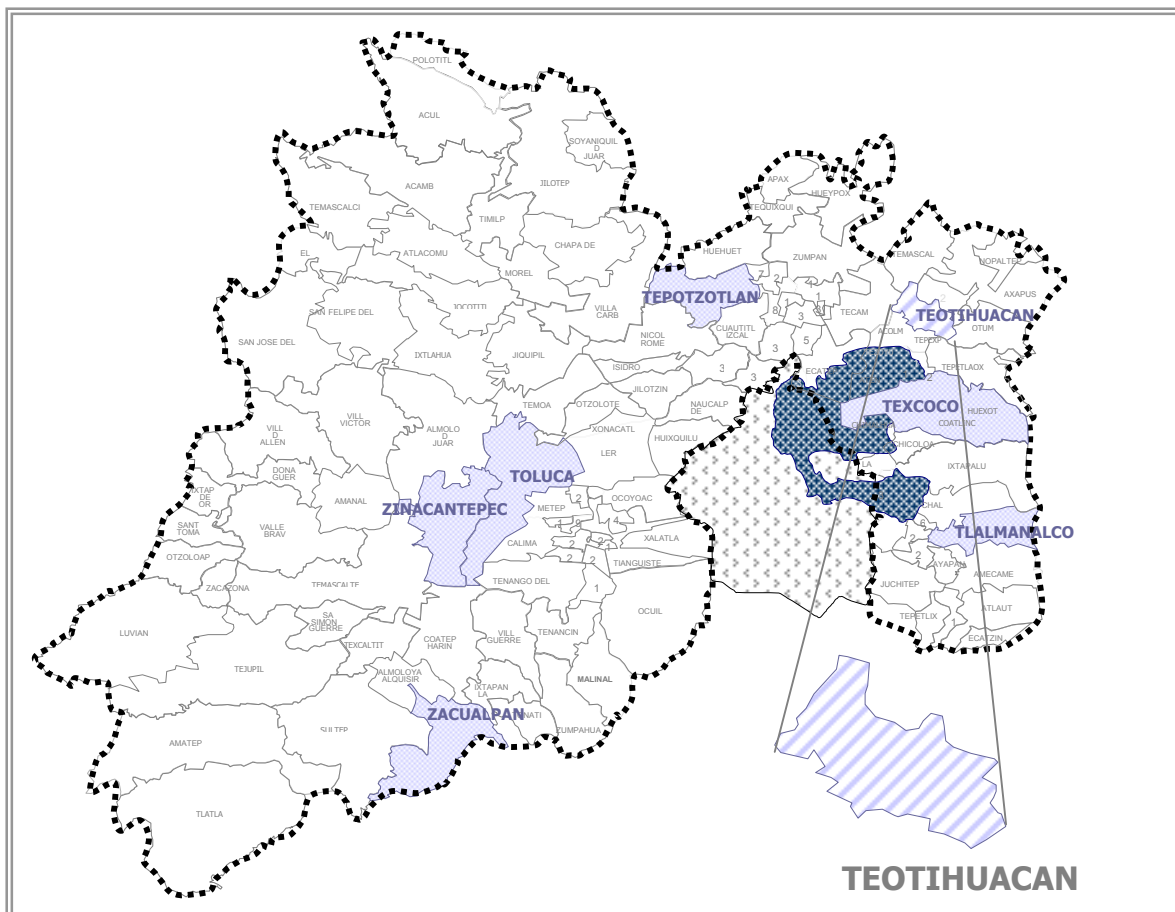 POLOTITL
ACUL
SOYANIQUIL
D
JUAR
ACAMB
JILOTEP
APAX
HUEYPOX
TEQUIXQUI
TEMASCALCI
TIMILP
CHAPA DE
EL
ATLACOMU
MOREL
HUEHUET
ZUMPAN
TEMASCAL
NOPALTEP
AXAPUS
TEPOTZOTLAN
TEOTIHUACAN
SAN FELIPE DEL
VILLA
CARB
TECAM
OTUM
SAN JOSE DEL
NICOL
ROME
CUAUTITL
IZCAL
ACOLM
IXTLAHUA
JIQUIPIL
ISIDRO
TEPETLAOX
JILOTZIN
TEMOA
OTZOLOTE
NAUCALP
DE
TEXCOCO
HUEXOT
COATLINC
VILL
VICTOR
VILL
D
ALLEN
ALMOLO
D
JUAR
XONACATL
HUIXQUILU
CHICOLOA
LER
LA
IXTAPALU
DONA
GUER
TOLUCA
IXTAP
DE
OR
AMANAL
ZINACANTEPEC
METEP
OCOYOAC
CHAL
SANT
TOMA
VALLE
BRAV
CALIMA
XALATLA
TLALMANALCO
OTZOLOAP
TIANGUISTE
AYAPAN
AMECAME
ZACAZONA
TEMASCALTE
TENANGO DEL
JUCHITEP
LUVIAN
SA
SIMON
GUERRE
OCUIL
TEPETLIX
ATLAUT
ECATZIN
TEXCALTIT
COATEP
HARIN
VILL
GUERRE
TENANCIN
TEJUPIL
ALMOLOYA
ALQUISIR
IXTAPAN
LA
MALINAL
ZACUALPAN
NATI
ZUMPAHUA
SULTEP
AMATEP
TLATLA
TEOTIHUACAN